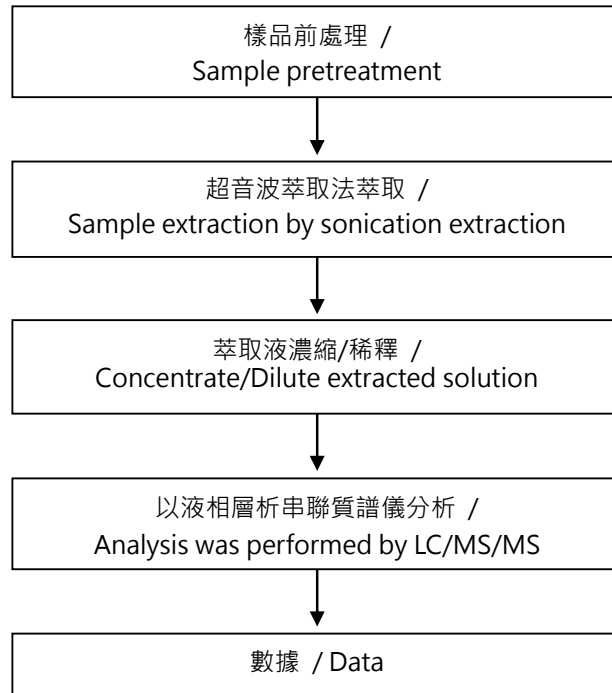 樣品前處理 /
Sample pretreatment
超音波萃取法萃取 /
Sample extraction by sonication extraction
萃取液濃縮/稀釋 /
Concentrate/Dilute extracted solution
以液相層析串聯質譜儀分析 /
Analysis was performed by LC/MS/MS
數據 / Data